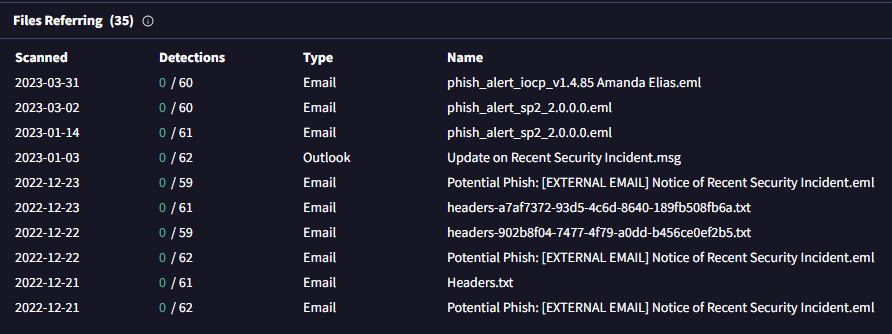 Files Referring (35)
Scanned Detections Type Name
2023-03-31 0 / 60 Email phish_alert_iocp_v1.4.85 Amanda Elias.eml
2023-03-02 0 / 60 Email phish_alert_sp2_2.0.0.0.eml
2023-01-14 0 / 61 Email phish_alert_sp2_2.0.0.0.eml
2023-01-03 0 / 62 Outlook Update on Recent Security Incident.msg
2022-12-23 0 / 59 Email Potential Phish: [EXTERNAL EMAIL] Notice of Recent Security Incident.eml
2022-12-23 0 / 61 Email headers-a7af7372-93d5-4c6d-8640-189fb508fb6a.txt
2022-12-22 0 / 59 Email headers-902b8f04-7477-4f79-a0dd-b456ce0ef2b5.txt
2022-12-22 0 / 62 Email Potential Phish: [EXTERNAL EMAIL] Notice of Recent Security Incident.eml
2022-12-21 0 / 61 Email Headers.txt
2022-12-21 0 / 62 Email Potential Phish: [EXTERNAL EMAIL] Notice of Recent Security Incident.eml